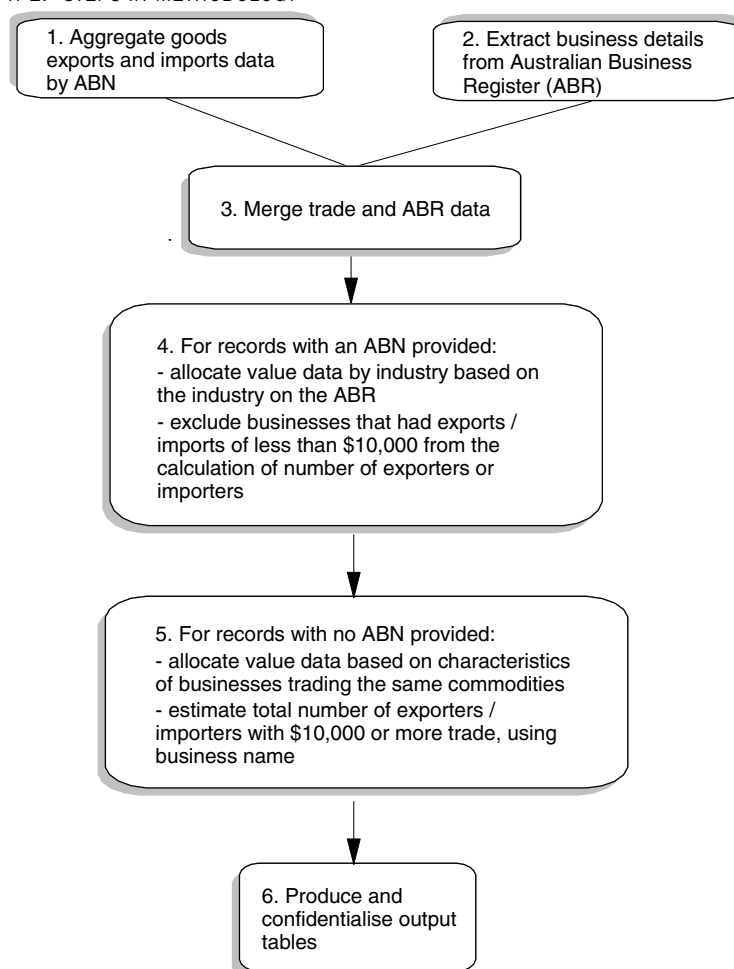 1. Aggregate goods
exports and imports data
by ABN
2. Extract business details
from Australian Business
Register (ABR)
3. Merge trade and ABR data
.
4. For records with an ABN provided:
- allocate value data by industry based on
the industry on the ABR
- exclude businesses that had exports /
imports of less than $10,000 from the
calculation of number of exporters or
importers
5. For records with no ABN provided:
- allocate value data based on characteristics
of businesses trading the same commodities
- estimate total number of exporters /
importers with $10,000 or more trade, using
business name
6. Produce and
confidentialise output
tables